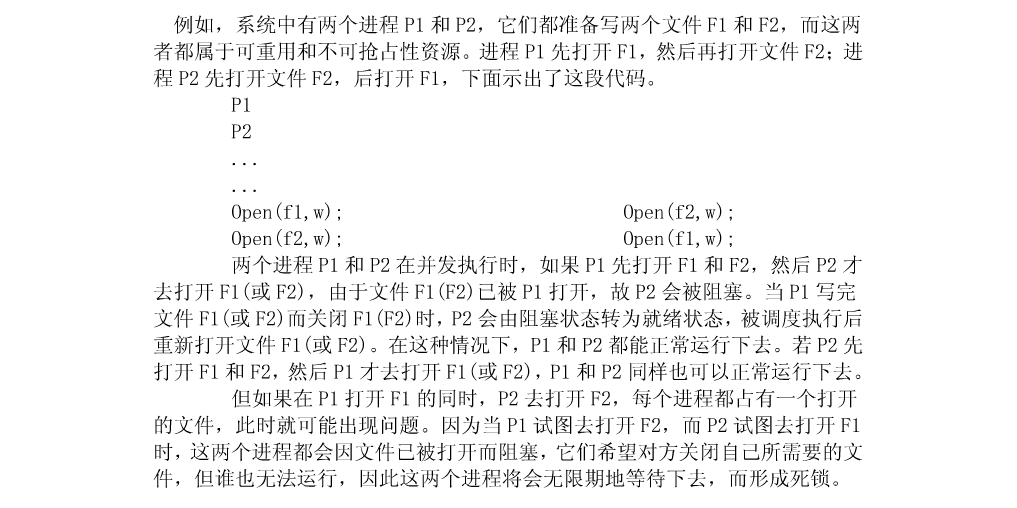 例如，系统中有两个进程 P1 和 P2，它们都准备写两个文件 F1 和 F2，而这两
者都属于可重用和不可抢占性资源。进程 P1 先打开 F1，然后再打开文件 F2；进
程 P2 先打开文件 F2，后打开 F1，下面示出了这段代码。
P1
P2
...
...
Open(f1,w); Open(f2,w);
Open(f2,w); Open(f1,w);
两个进程 P1 和 P2 在并发执行时，如果 P1 先打开 F1 和 F2，然后 P2 才
去打开 F1(或 F2)，由于文件 F1(F2)已被 P1 打开，故 P2 会被阻塞。当 P1 写完
文件 F1(或 F2)而关闭 F1(F2)时，P2 会由阻塞状态转为就绪状态，被调度执行后
重新打开文件 F1(或 F2)。在这种情况下，P1 和 P2 都能正常运行下去。若 P2 先
打开 F1 和 F2，然后 P1 才去打开 F1(或 F2)，P1 和 P2 同样也可以正常运行下去。
但如果在 P1 打开 F1 的同时，P2 去打开 F2，每个进程都占有一个打开
的文件，此时就可能出现问题。因为当 P1 试图去打开 F2，而 P2 试图去打开 F1
时，这两个进程都会因文件已被打开而阻塞，它们希望对方关闭自己所需要的文
件，但谁也无法运行，因此这两个进程将会无限期地等待下去，而形成死锁。